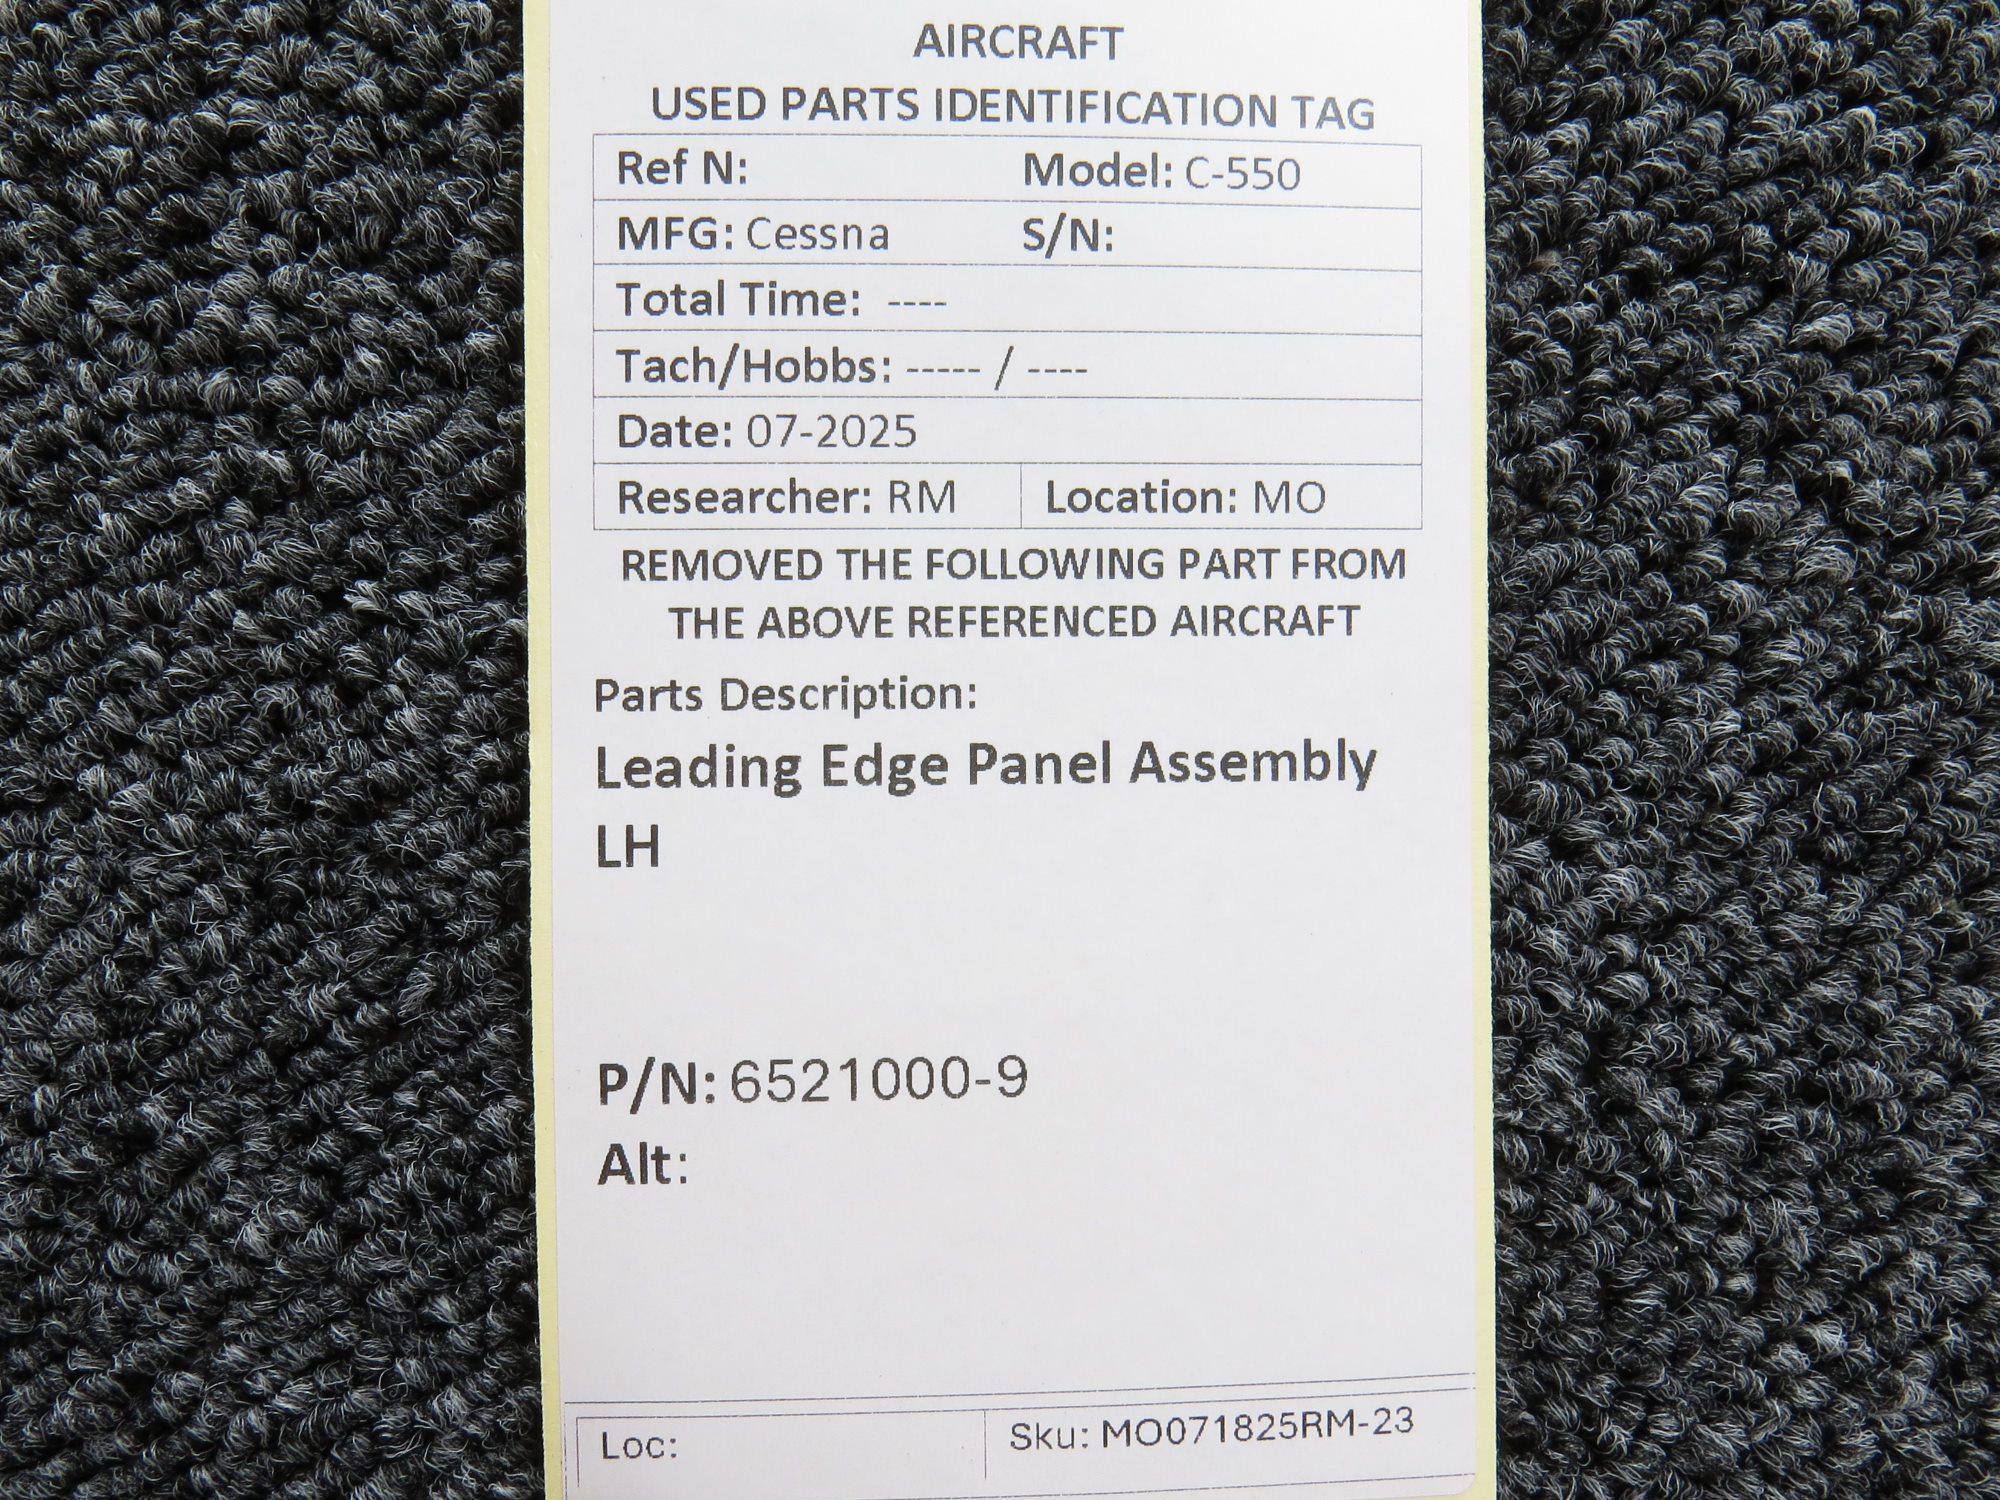 AIRCRAFT
USED PARTS IDENTIFICATION TAG
Ref N: Model: C-550
MFG: Cessna S/N:
Total Time: ----
Tach/Hobbs: ----- / ----
Date: 07-2025
Researcher: RM Location: MO
REMOVED THE FOLLOWING PART FROM
THE ABOVE REFERENCED AIRCRAFT
Parts Description:
Leading Edge Panel Assembly
LH
P/N: 6521000-9
Alt:
Loc: Sku: MO071825RM-23